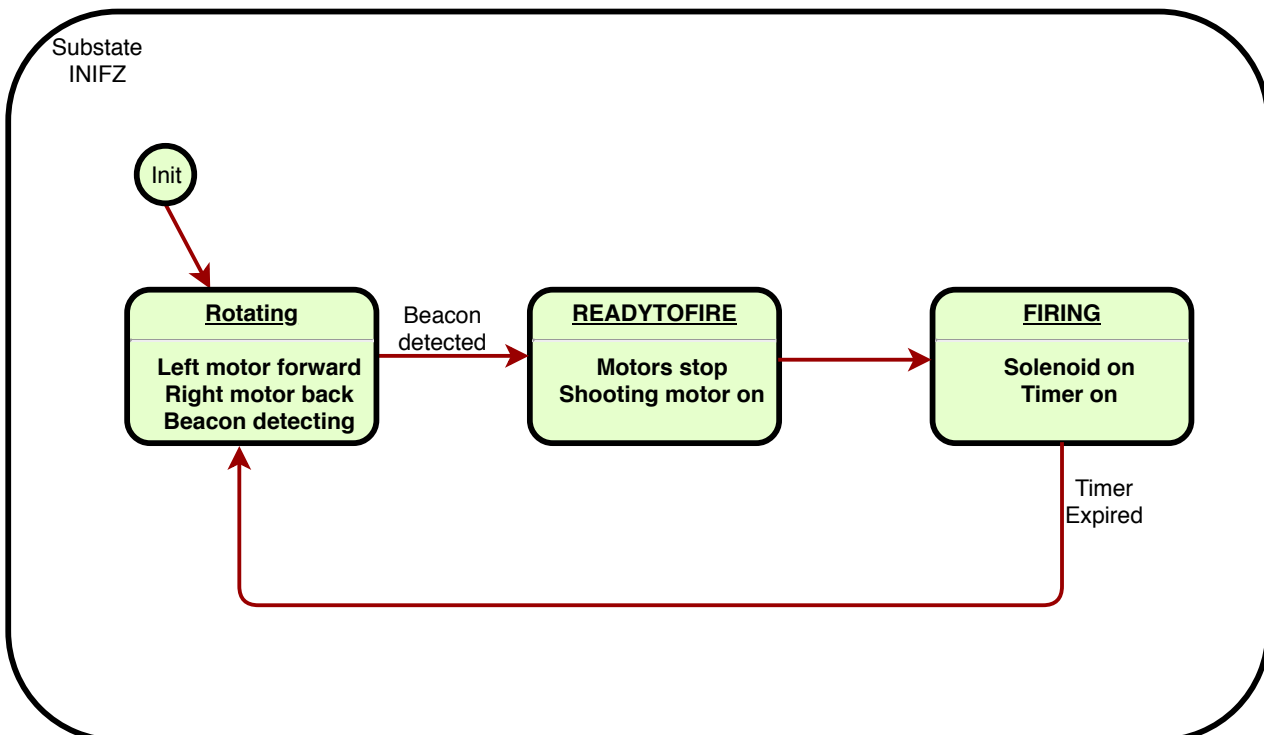 Substate
INIFZ
Init
Rotating
Left motor forward
Right motor back
Beacon detecting
Beacon
detected
READYTOFIRE
Motors stop
Shooting motor on
FIRING
Solenoid on
Timer on
Timer
Expired